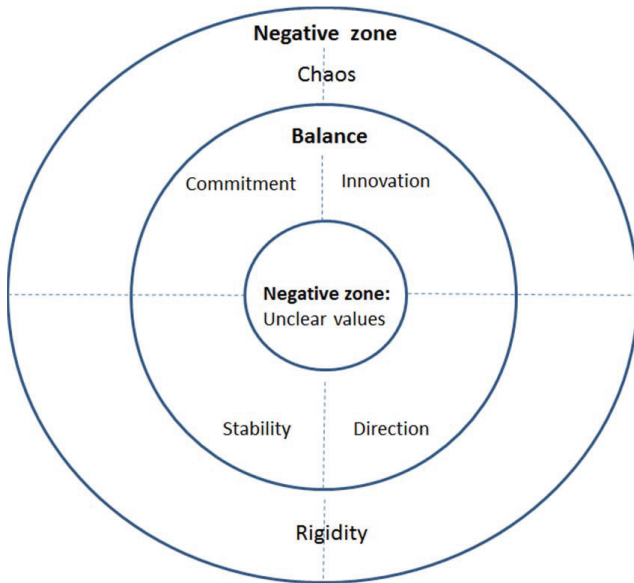 Negative zone
Chaos
Balance
Commitment Innovation
Negative zone:
Unclear values
Stability Direction
Rigidity